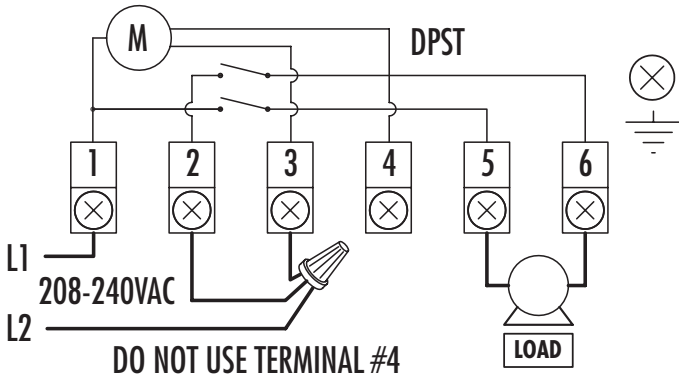 M
DPST
1 2 3 4 5 6
L1
208-240VAC
L2
LOAD
DO NOT USE TERMINAL #4